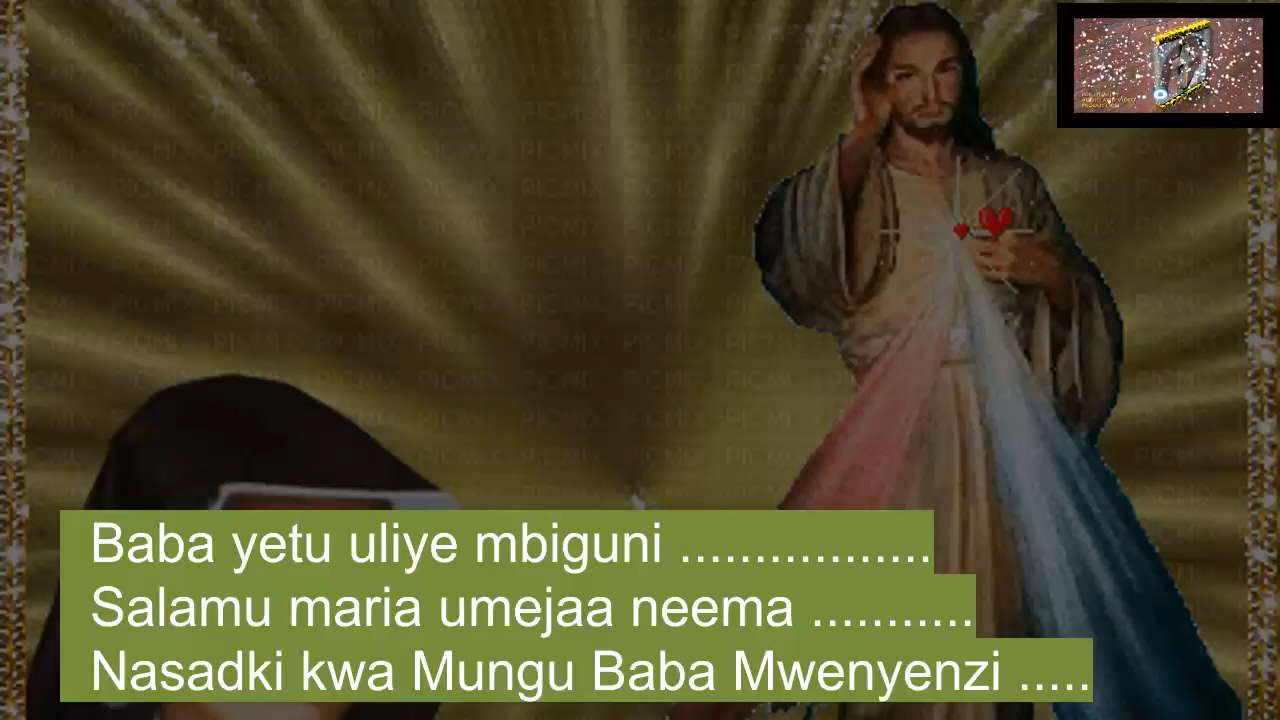 Baba yetu uliye mbiguni .................
Salamu maria umejaa neema ...........
Nasadki kwa Mungu Baba Mwenyenzi .....